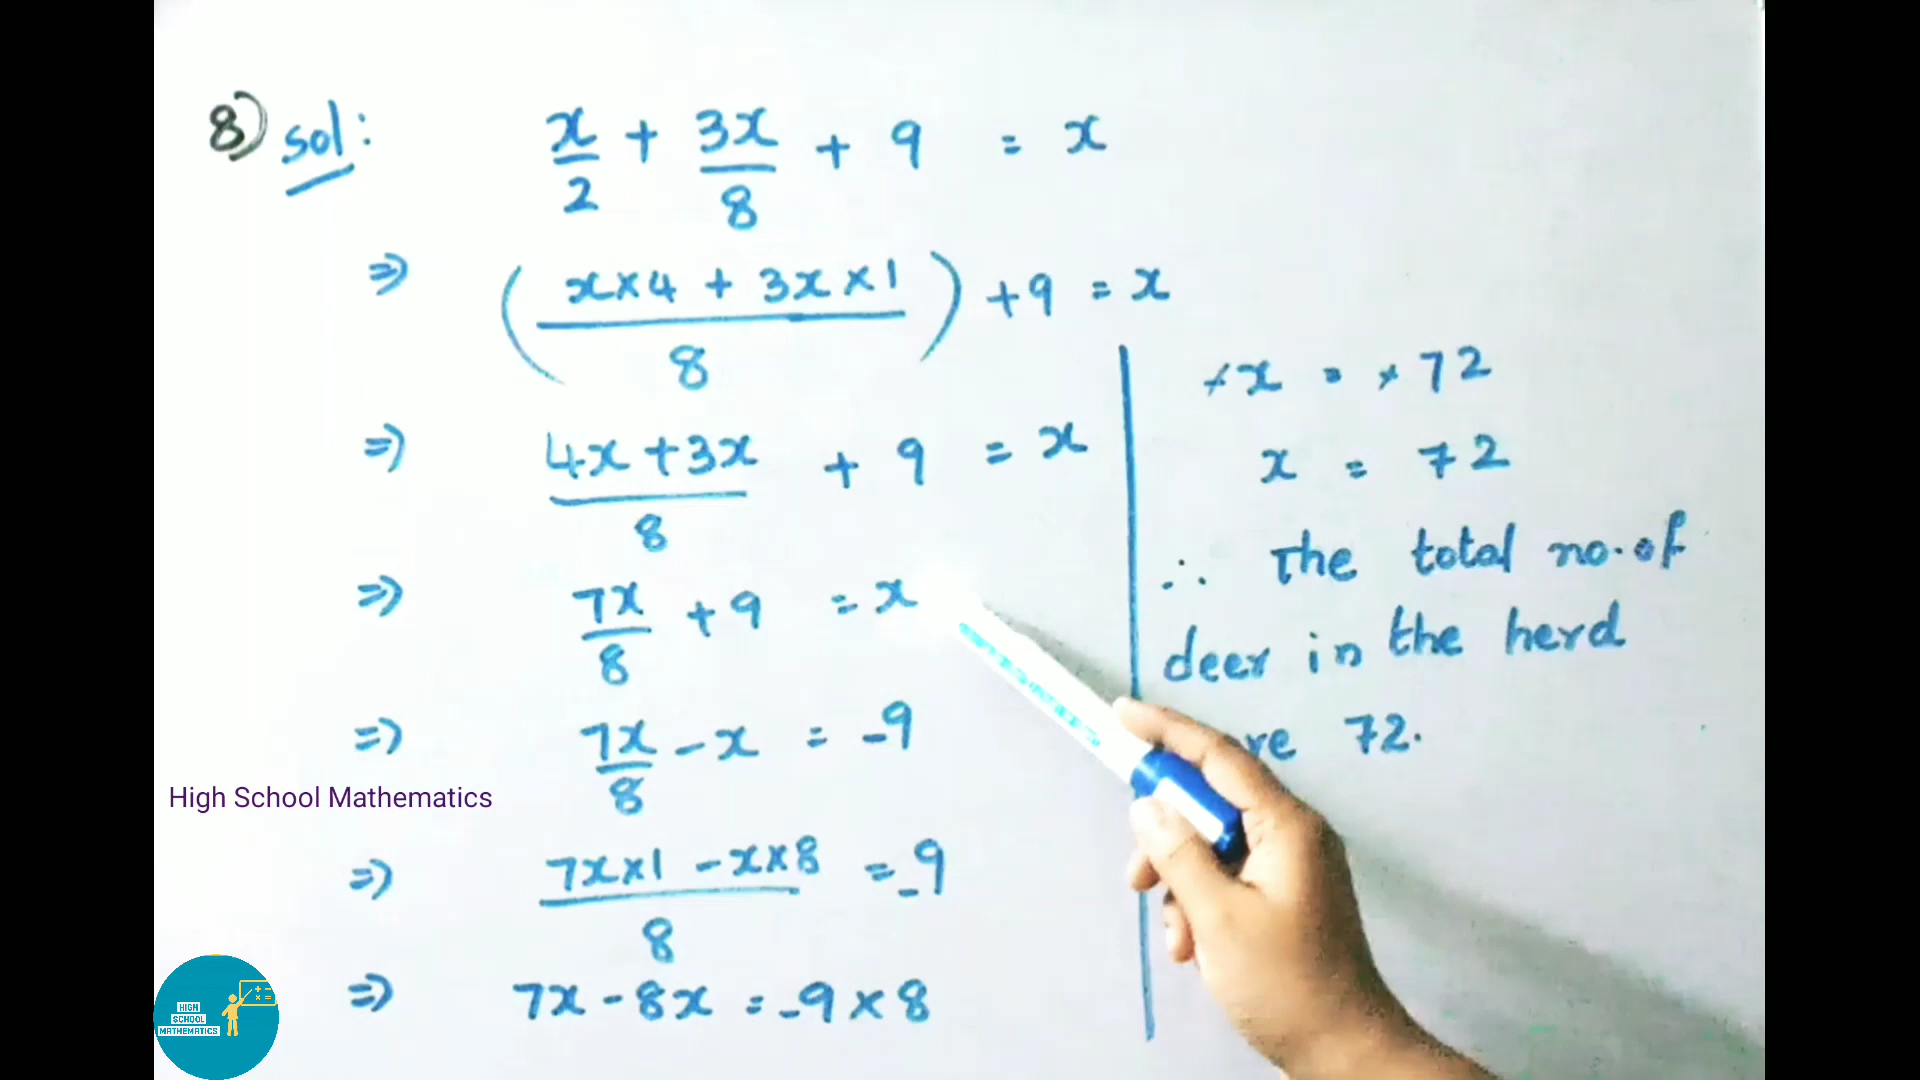 8) Sol: x/2 + 3x/8 + 9 = x
⇒ (x×4 + 3x×1 / 8) + 9 = x
⇒ 4x+3x / 8 + 9 = x
⇒ 7x/8 + 9 = x
⇒ 7x/8 - x = -9
⇒ 7x×1 - x×8 / 8 = -9
⇒ 7x - 8x = -9×8
-x = -72
x = 72
∴ The total no. of
deer in the herd
72.
High School Mathematics
HIGH
SCHOOL
MATHEMATICS